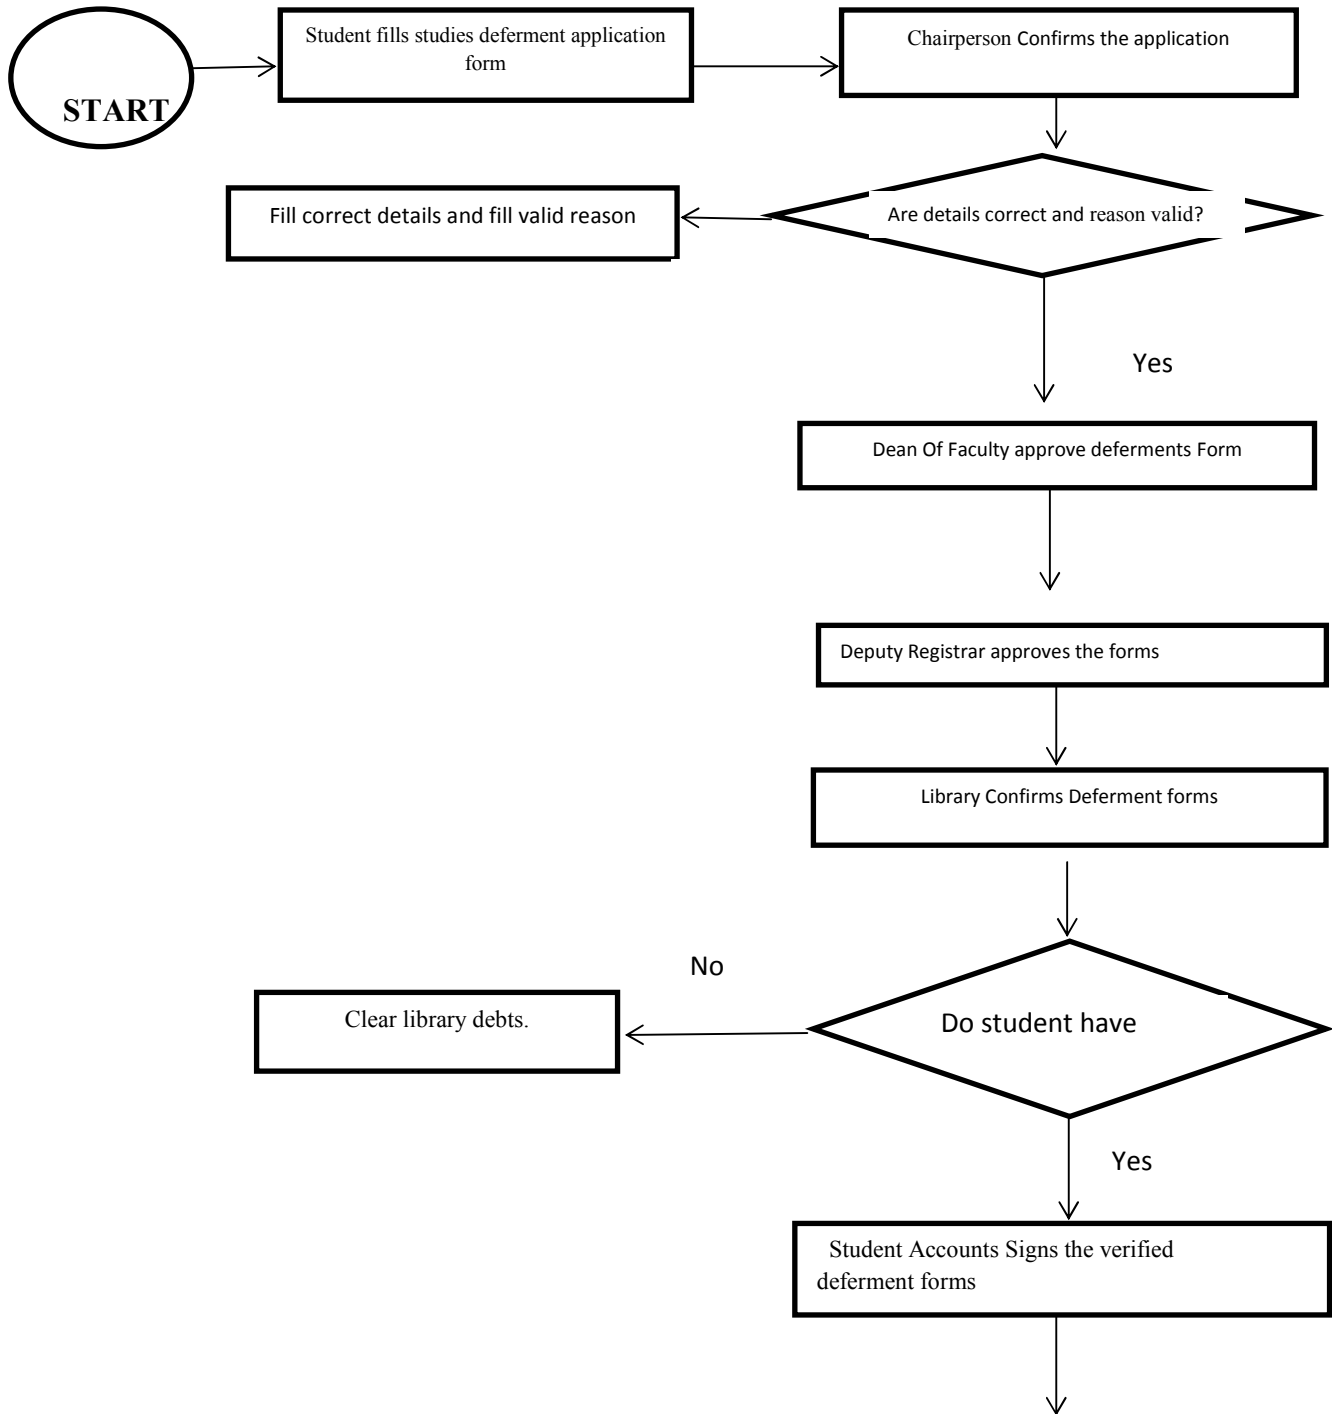 START
Student fills studies deferment application
form
Chairperson Confirms the application
Fill correct details and fill valid reason
Are details correct and reason valid?
Yes
Dean Of Faculty approve deferments Form
Deputy Registrar approves the forms
Library Confirms Deferment forms
No
Clear library debts.
Do student have
Yes
Student Accounts Signs the verified
deferment forms